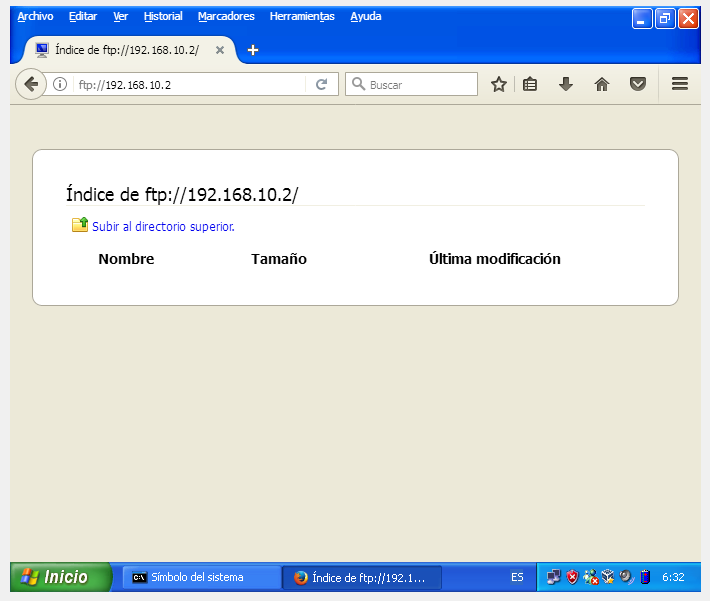 Archivo Editar Ver Historial Marcadores Herramientas Ayuda
Índice de ftp://192.168.10.2/
ftp://192.168.10.2
Buscar
Índice de ftp://192.168.10.2/
Subir al directorio superior.
Nombre Tamaño Última modificación
Inicio
C:\
Símbolo del sistema
Índice de ftp://192.1...
ES
6:32